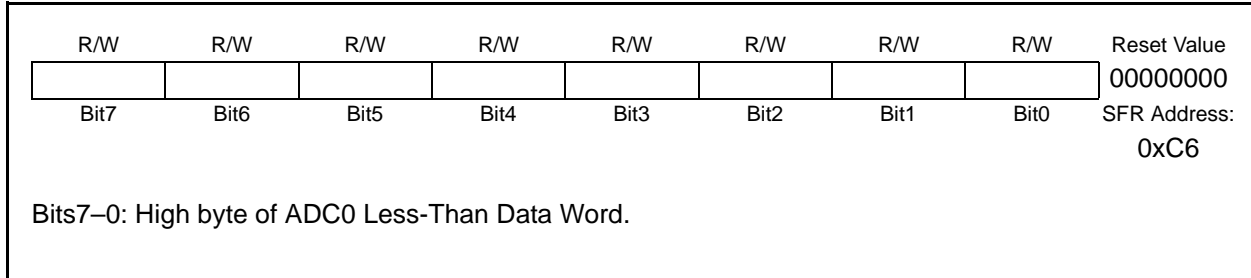 R/W R/W R/W R/W R/W R/W R/W R/W Reset Value
00000000
Bit7 Bit6 Bit5 Bit4 Bit3 Bit2 Bit1 Bit0 SFR Address:
0xC6
Bits7–0: High byte of ADC0 Less-Than Data Word.